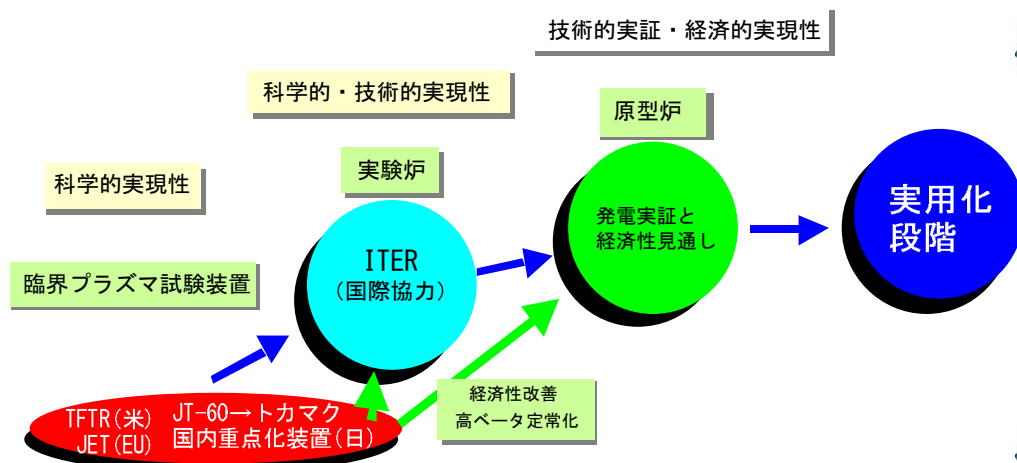 技術的実証・経済的実現性
科学的・技術的実現性
原型炉
実験炉
科学的実現性
発電実証と
経済性見通し
実用化
段階
ITER
(国際協力)
臨界プラズマ試験装置
経済性改善
高ベータ定常化
TFTR(米)
JET(EU)
JT-60→トカマク
国内重点化装置(日)